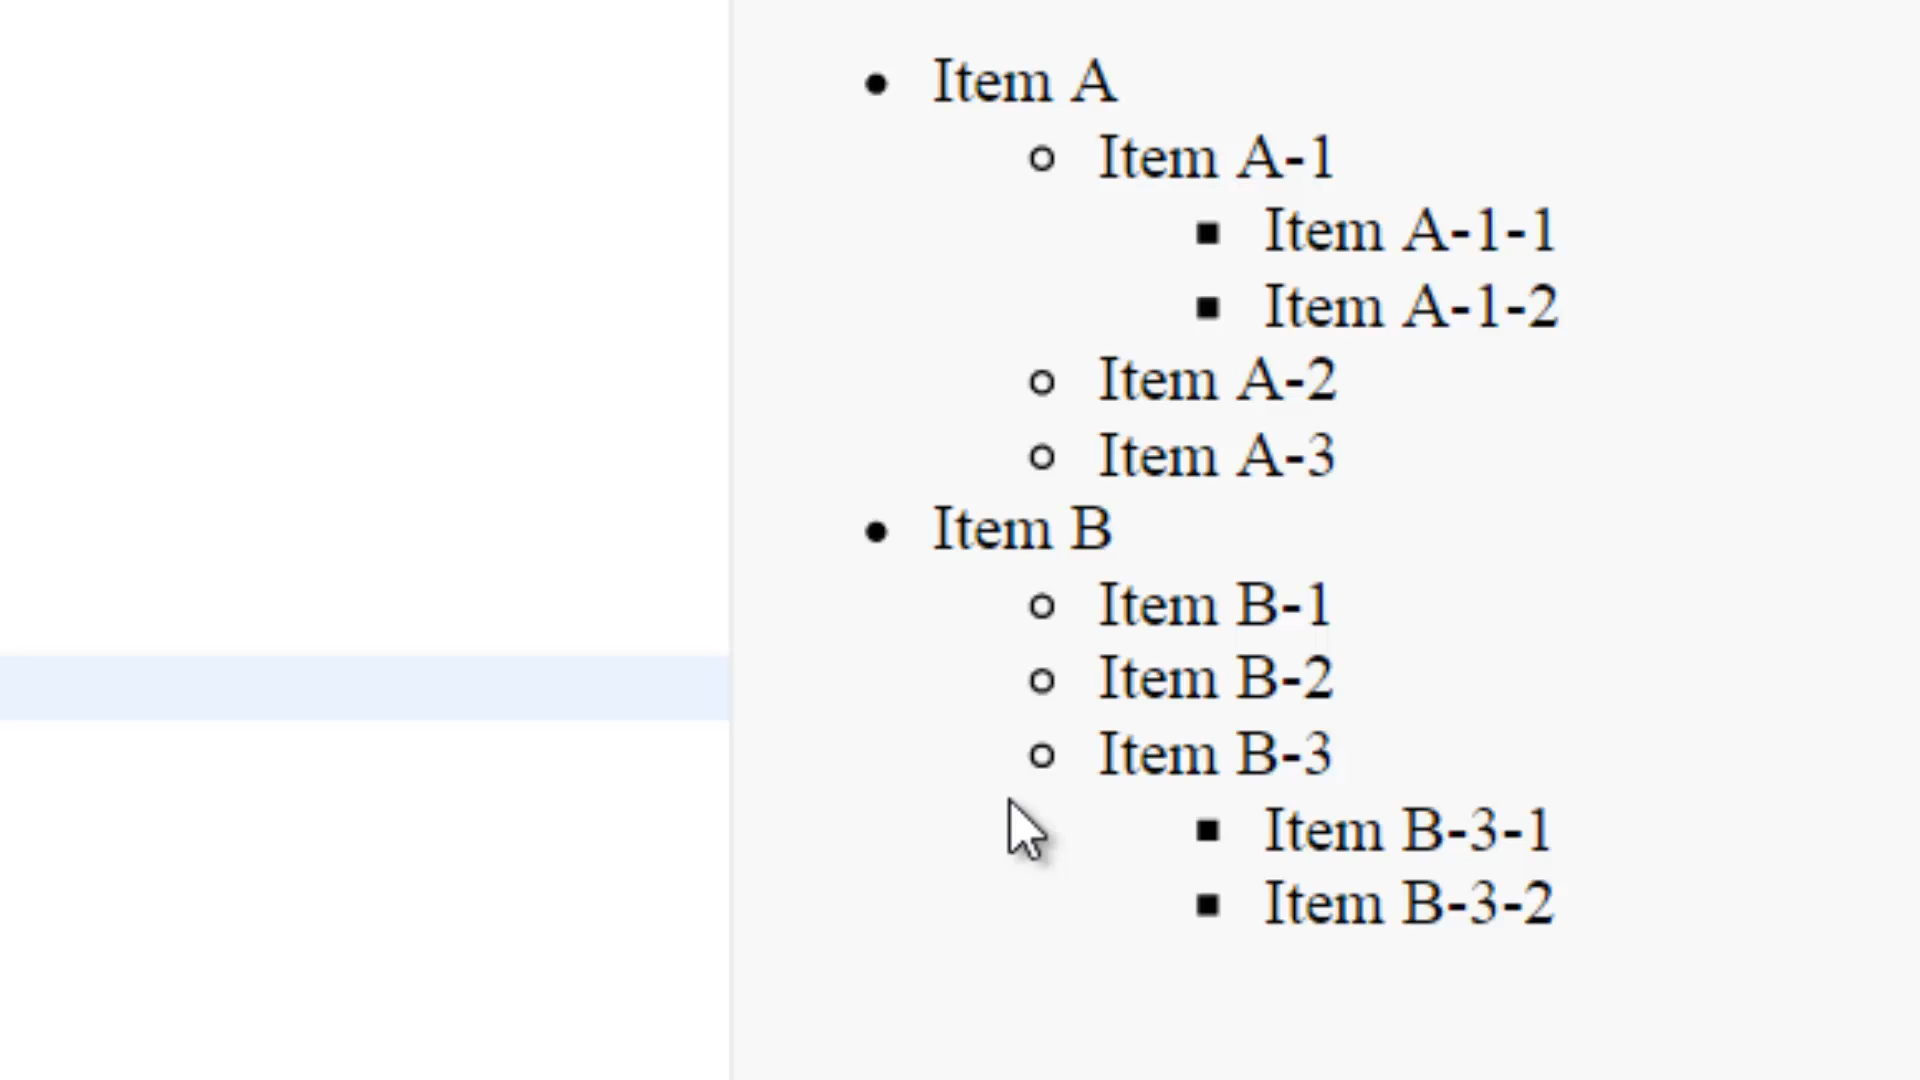 Item A
Item A-1
Item A-1-1
Item A-1-2
Item A-2
Item A-3
Item B
Item B-1
Item B-2
Item B-3
Item B-3-1
Item B-3-2